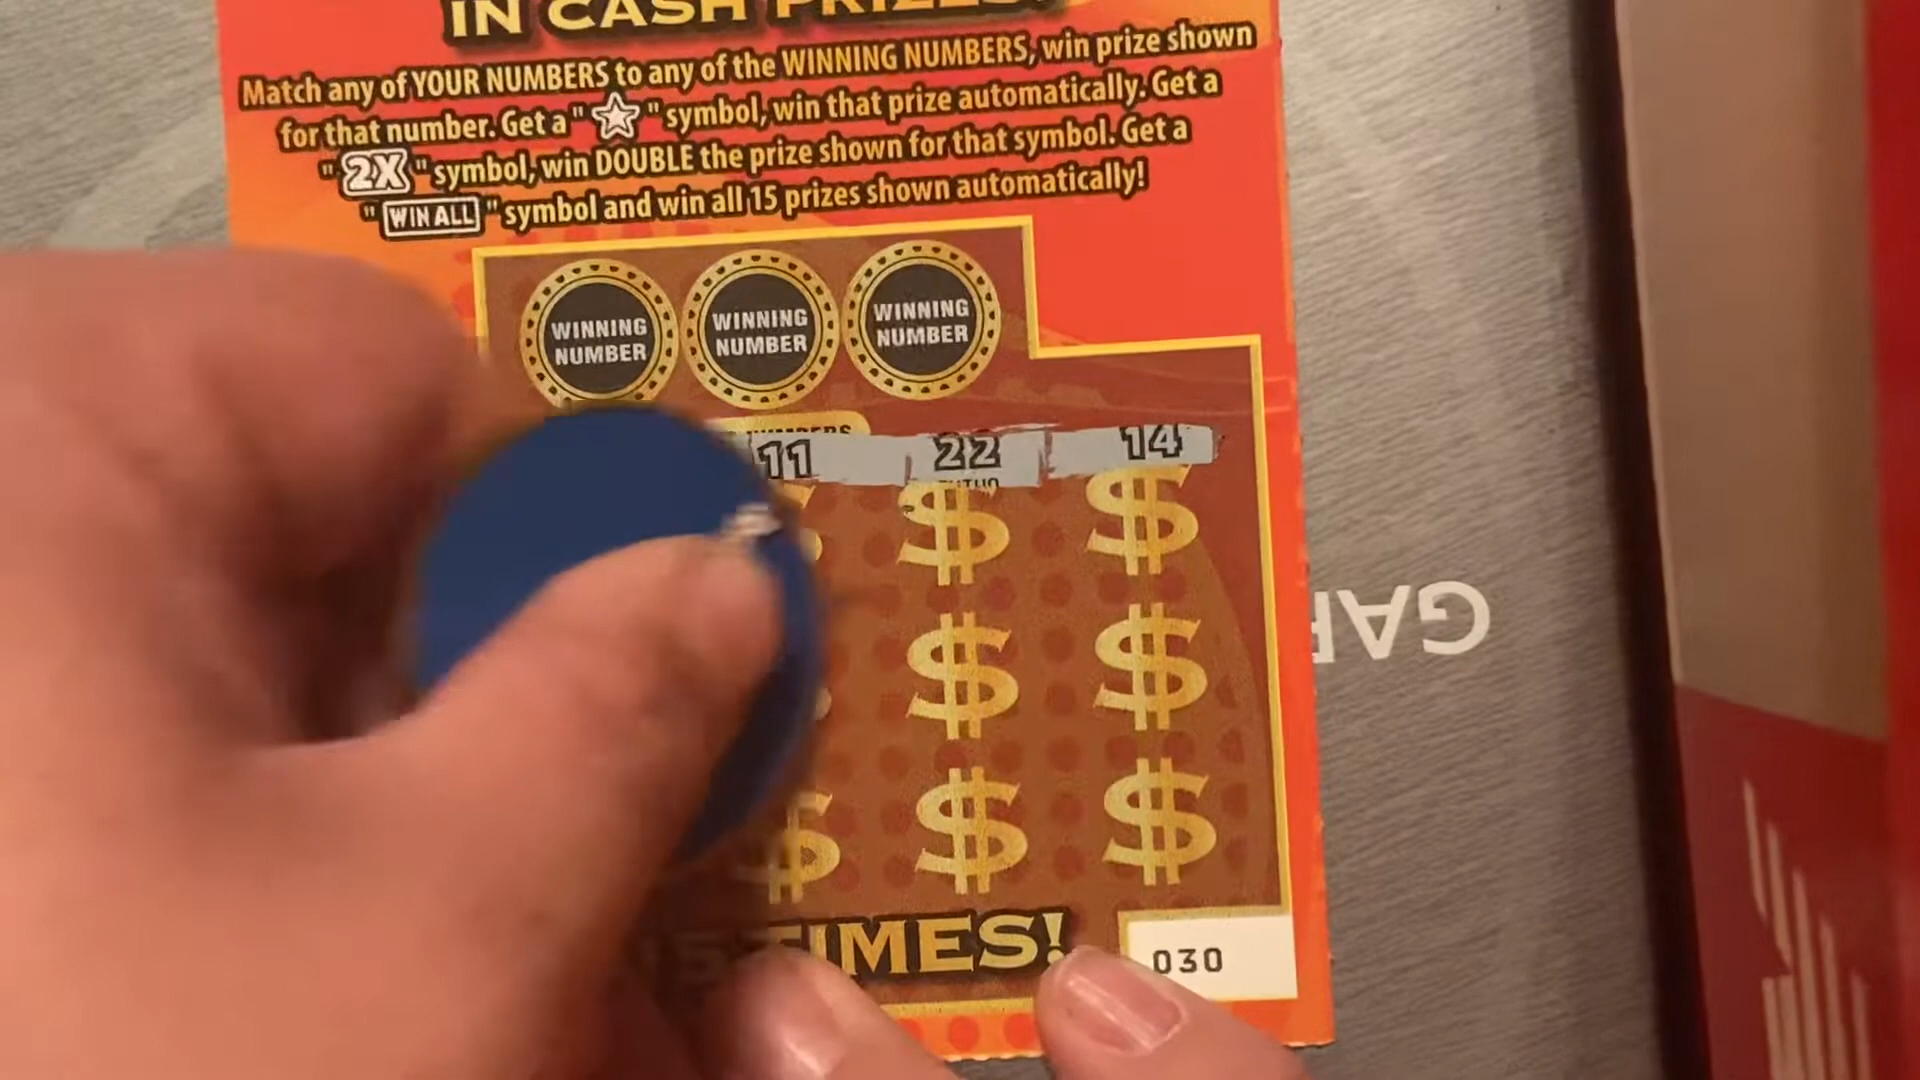 IN CASH PRIZES!
Match any of YOUR NUMBERS to any of the WINNING NUMBERS, win prize shown
for that number. Get a " " symbol, win that prize automatically. Get a
" 2X " symbol, win DOUBLE the prize shown for that symbol. Get a
" WIN ALL " symbol and win all 15 prizes shown automatically!
WINNING NUMBER
WINNING NUMBER
WINNING NUMBER
11 22 14
$ $ $
$ $
$ $ $
TIMES!
030